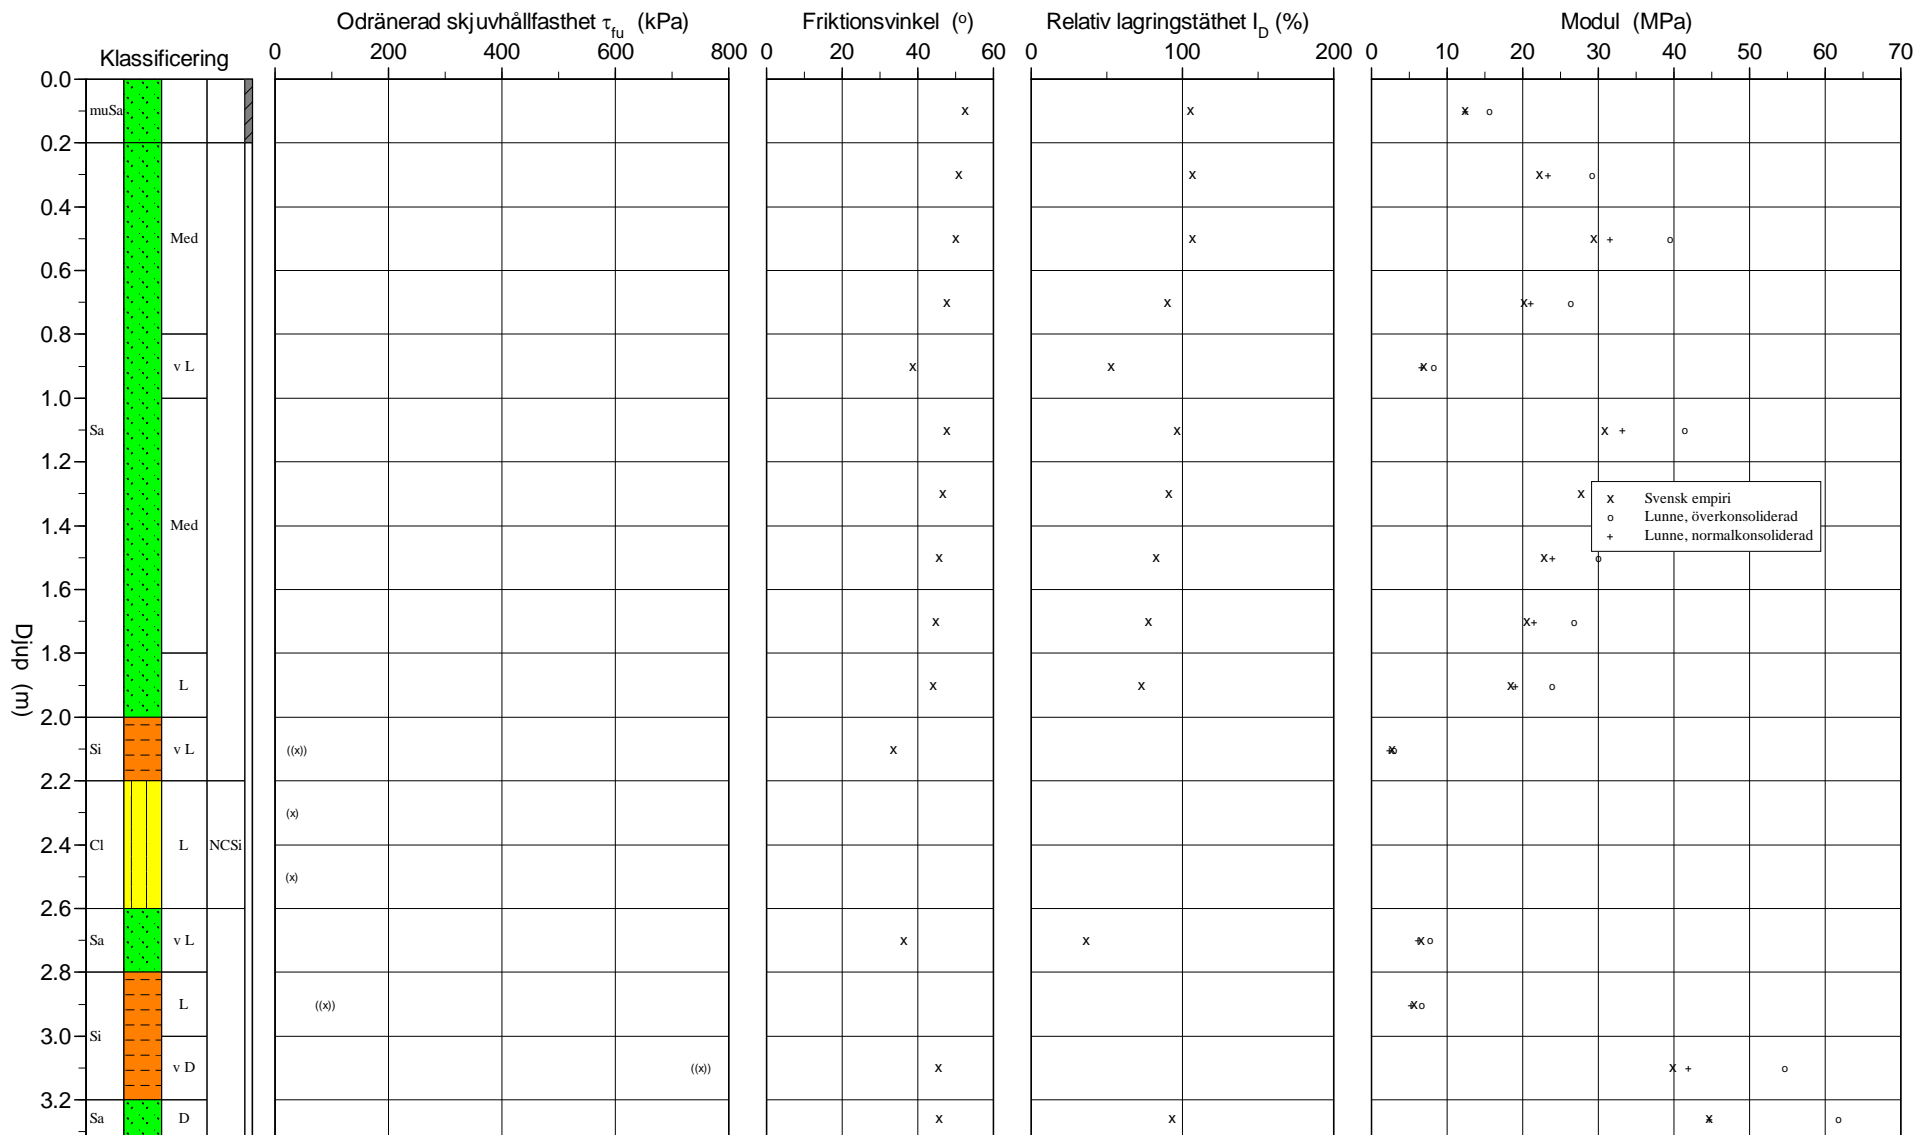 Odränerad skjuvhållfasthet τfu (kPa) Friktionsvinkel (o) Relativ lagringstäthet ID (%) Modul (MPa)
Klassificering 0 200 400 600 800 0 20 40 60 0 100 200 0 10 20 30 40 50 60 70
0.0
muSa
0.2
0.4
Med
0.6
0.8
v L
1.0
Sa
1.2
x Svensk empiri
o Lunne, överkonsoliderad
+ Lunne, normalkonsoliderad
1.4
Med
1.6
Djup (m)
1.8
L
2.0
Si v L ((x))
2.2
(x)
2.4
Cl L NCSi
(x)
2.6
Sa v L
2.8
L ((x))
3.0
Si
v D ((x))
3.2
Sa D